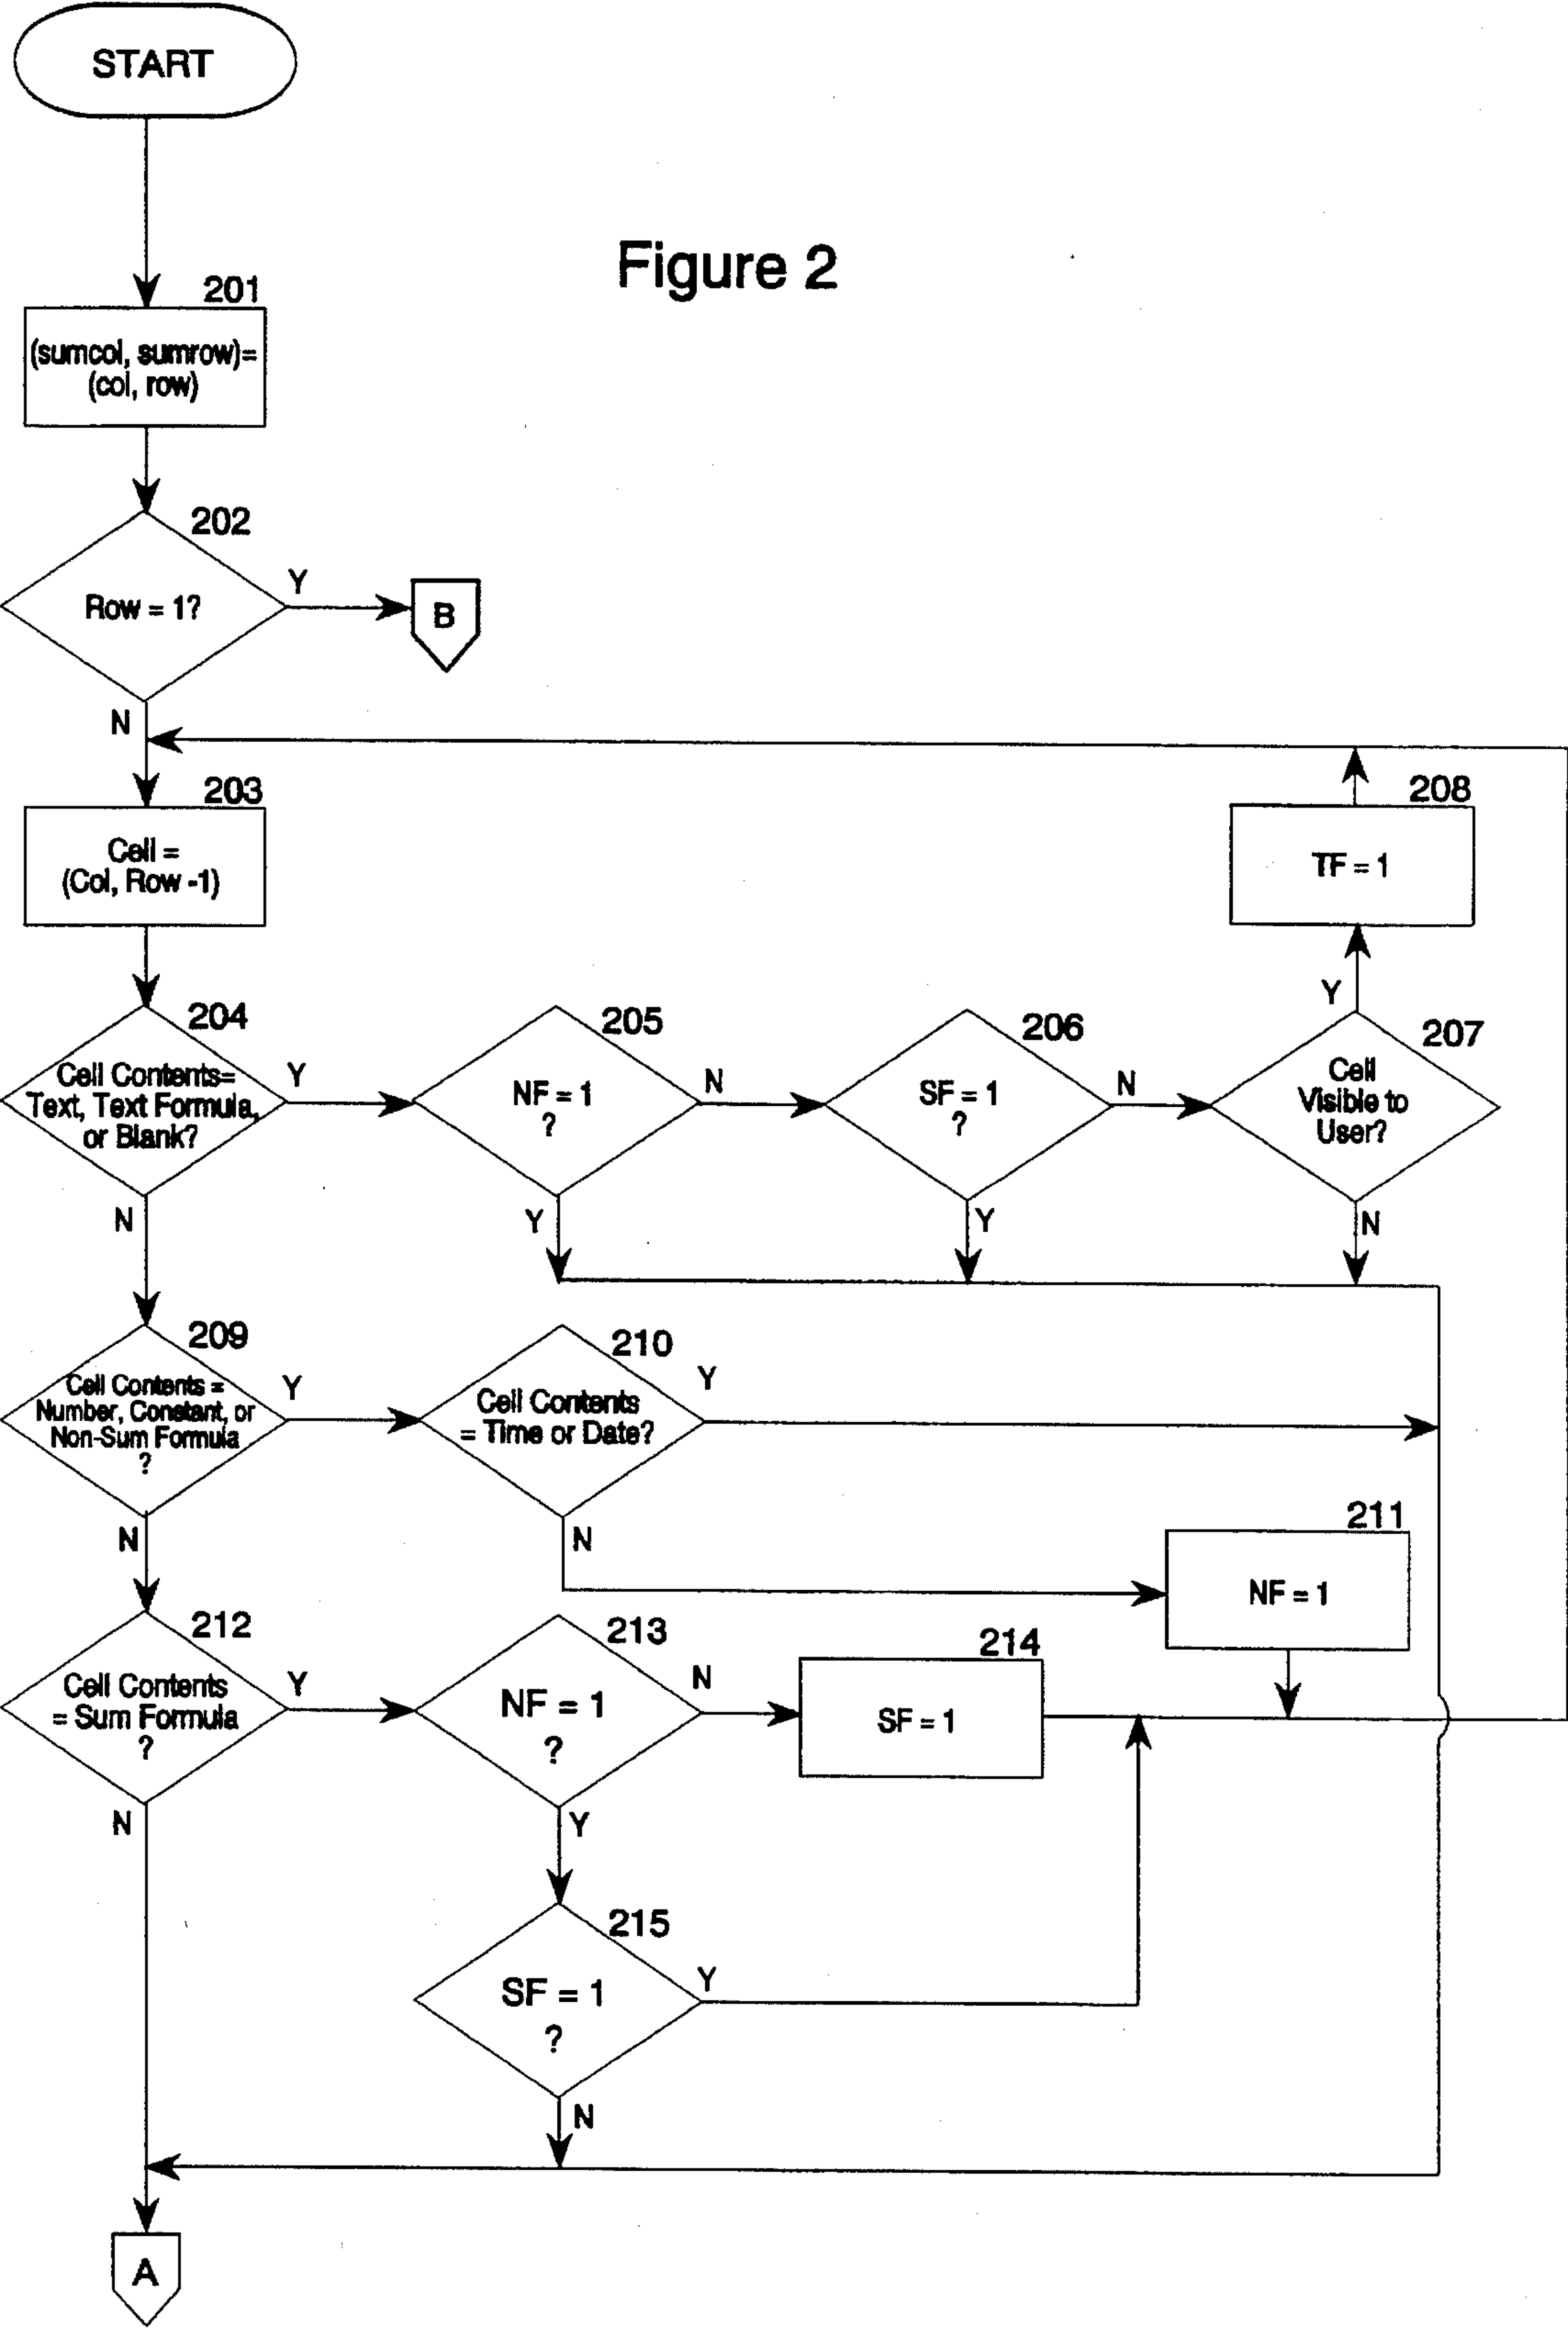 START
Figure 2
201
(sumcol, sumrow)=
(col, row)
202
Row = 1?
Y
B
N
203
Cell =
(Col, Row -1)
208
TF = 1
Y
204
Cell Contents=
Text, Text Formula,
or Blank?
Y
N
205
NF = 1
?
N
Y
206
SF = 1
?
N
Y
207
Cell
Visible to
User?
N
209
Cell Contents =
Number, Constant, or
Non-Sum Formula
?
Y
N
210
Cell Contents
= Time or Date?
Y
N
211
NF = 1
212
Cell Contents
= Sum Formula
?
Y
N
213
NF = 1
?
N
Y
214
SF = 1
215
SF = 1
?
Y
N
A